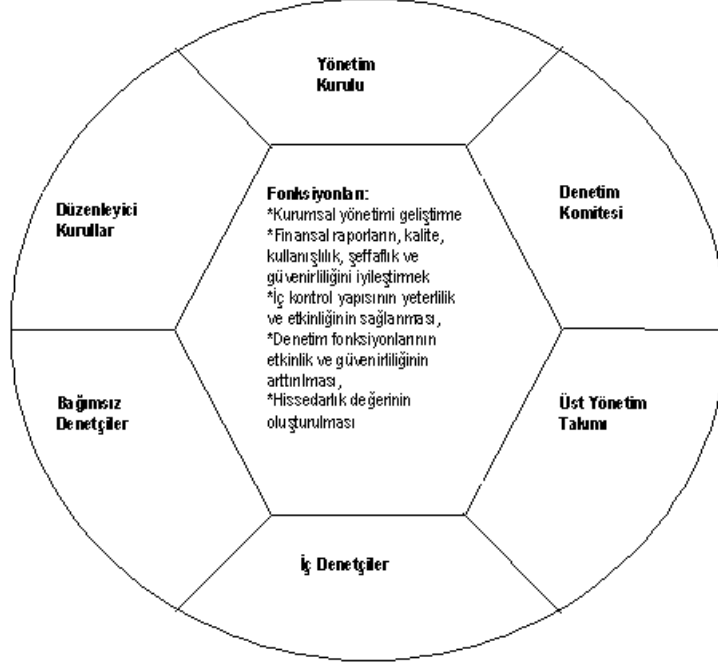 Yönetim
Kurulu
Denetim
Komitesi
Düzenleyici
Kurullar
Fonksiyonları:
*Kurumsal yönetimi geliştirme
*Finansal raporların, kalite,
kullanışlılık, şeffaflık ve
güvenirliliğini iyileştirmek
*İç kontrol yapısının yeterlilik
ve etkinliğinin sağlanması,
*Denetim fonksiyonlarının
etkinlik ve güvenirliliğinin
arttırılması,
*Hissedarlık değerinin
oluşturulması
Bağımsız
Denetçiler
Üst Yönetim
Takımı
İç Denetçiler